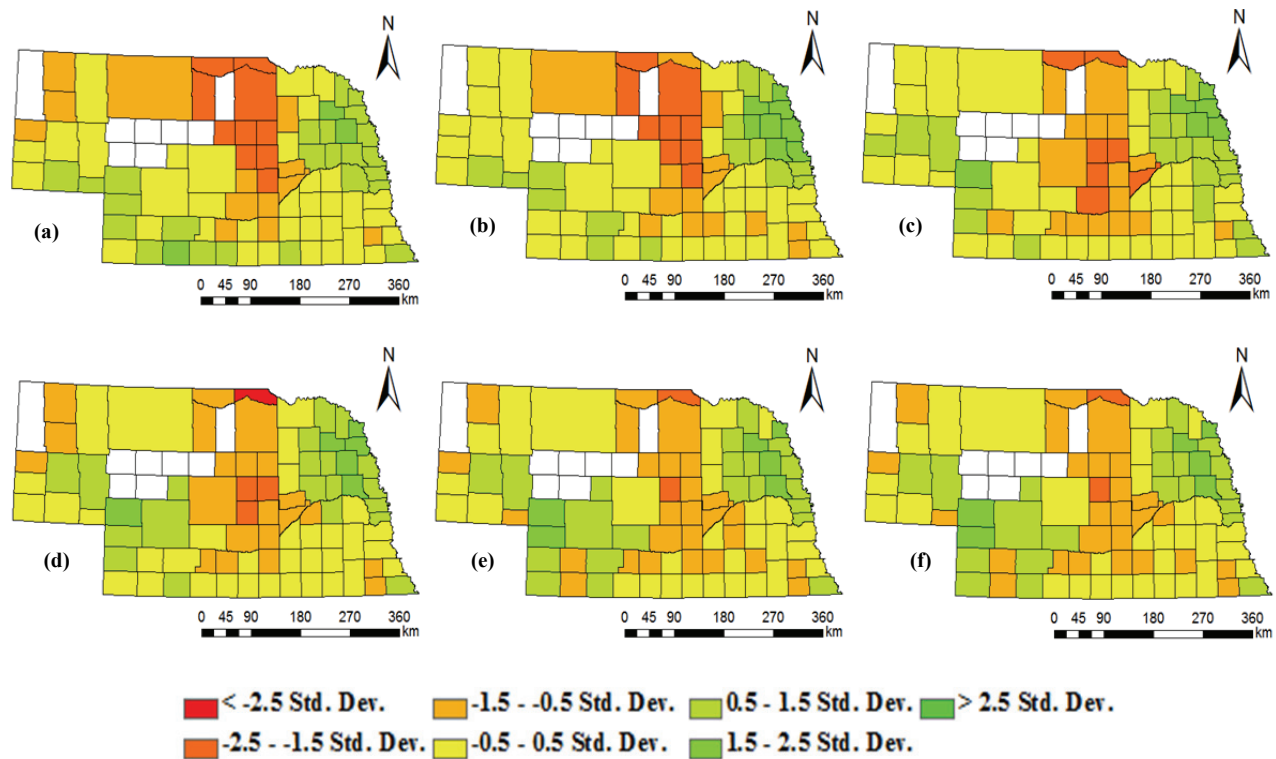 N
N
N
(a)
(b)
(c)
0 45 90 180 270 360
km
0 45 90 180 270 360
km
0 45 90 180 270 360
km
N
N
N
(d)
(e)
(f)
0 45 90 180 270 360
km
0 45 90 180 270 360
km
0 45 90 180 270 360
km
< -2.5 Std. Dev.
-1.5 - -0.5 Std. Dev.
0.5 - 1.5 Std. Dev.
> 2.5 Std. Dev.
-2.5 - -1.5 Std. Dev.
-0.5 - 0.5 Std. Dev.
1.5 - 2.5 Std. Dev.